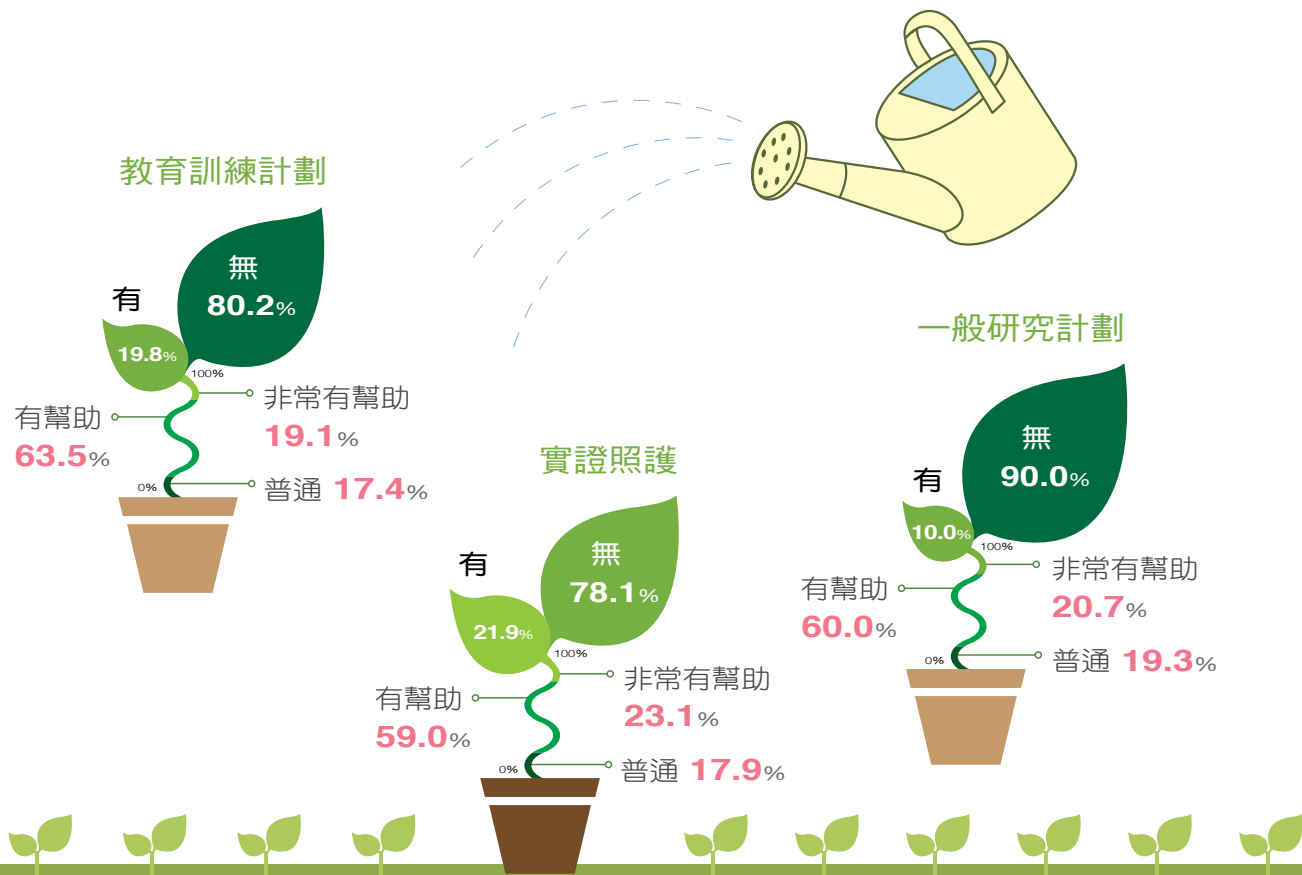 教育訓練計劃
無
80.2%
有
19.8%
100%
非常有幫助
19.1%
有幫助
63.5%
0%
普通 17.4%
實證照護
無
78.1%
有
21.9%
100%
非常有幫助
23.1%
有幫助
59.0%
0%
普通 17.9%
一般研究計劃
無
90.0%
有
10.0%
100%
非常有幫助
20.7%
有幫助
60.0%
0%
普通 19.3%